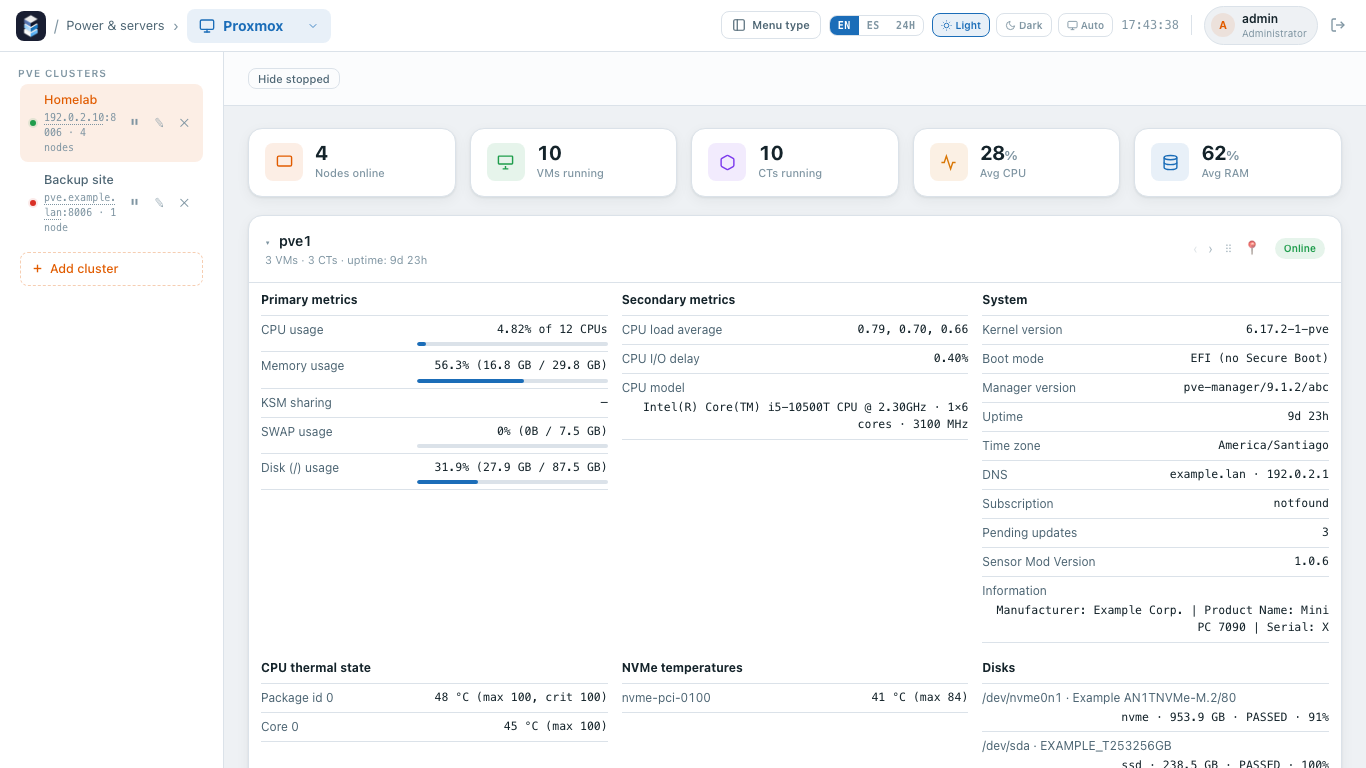 / Power & servers › Proxmox
Menu type
EN ES 24H
Light
Dark
Auto
17:43:38
A
admin
Administrator
PVE CLUSTERS
Homelab
192.0.2.10:8
006 · 4
nodes
Backup site
pve.example.
lan:8006 · 1
node
+ Add cluster
Hide stopped
4
Nodes online
10
VMs running
10
CTs running
28%
Avg CPU
62%
Avg RAM
pve1
3 VMs · 3 CTs · uptime: 9d 23h
Online
Primary metrics
CPU usage 4.82% of 12 CPUs
Memory usage 56.3% (16.8 GB / 29.8 GB)
KSM sharing —
SWAP usage 0% (0B / 7.5 GB)
Disk (/) usage 31.9% (27.9 GB / 87.5 GB)
Secondary metrics
CPU load average 0.79, 0.70, 0.66
CPU I/O delay 0.40%
CPU model
Intel(R) Core(TM) i5-10500T CPU @ 2.30GHz · 1×6
cores · 3100 MHz
System
Kernel version 6.17.2-1-pve
Boot mode EFI (no Secure Boot)
Manager version pve-manager/9.1.2/abc
Uptime 9d 23h
Time zone America/Santiago
DNS example.lan · 192.0.2.1
Subscription notfound
Pending updates 3
Sensor Mod Version 1.0.6
Information
Manufacturer: Example Corp. | Product Name: Mini
PC 7090 | Serial: X
CPU thermal state
Package id 0 48 °C (max 100, crit 100)
Core 0 45 °C (max 100)
NVMe temperatures
nvme-pci-0100 41 °C (max 84)
Disks
/dev/nvme0n1 · Example AN1TNVMe-M.2/80
nvme · 953.9 GB · PASSED · 91%
/dev/sda · EXAMPLE_T253256GB
ssd · 238.5 GB · PASSED · 100%